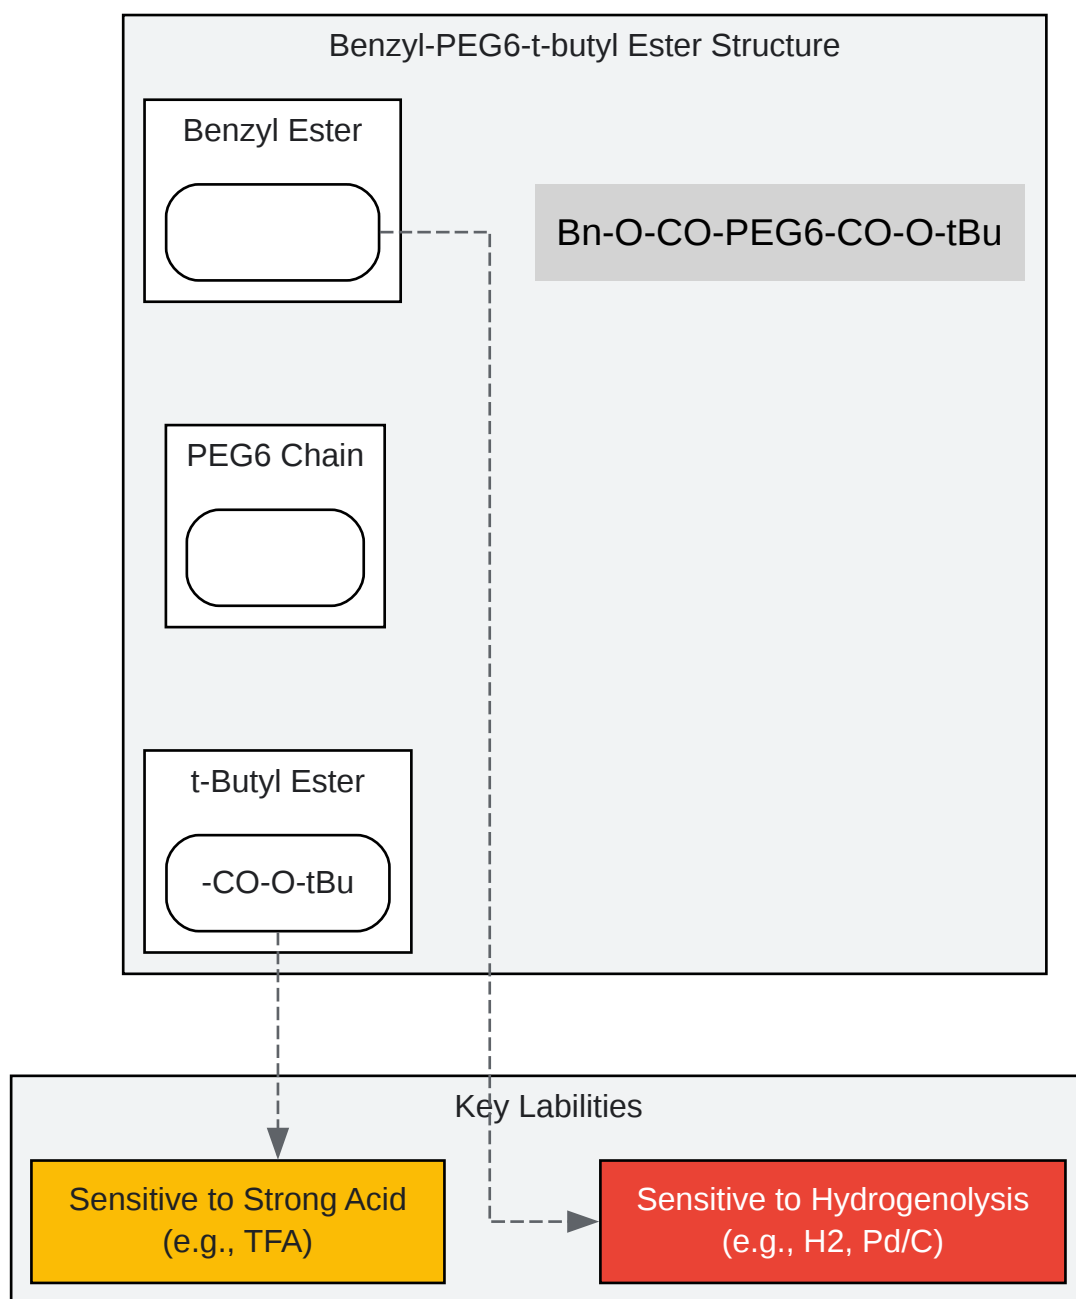 Benzyl-PEG6-t-butyl Ester Structure
Benzyl Ester
Bn-O-CO-PEG6-CO-O-tBu
PEG6 Chain
t-Butyl Ester
-CO-O-tBu
Key Labilities
Sensitive to Strong Acid
(e.g., TFA)
Sensitive to Hydrogenolysis
(e.g., H2, Pd/C)